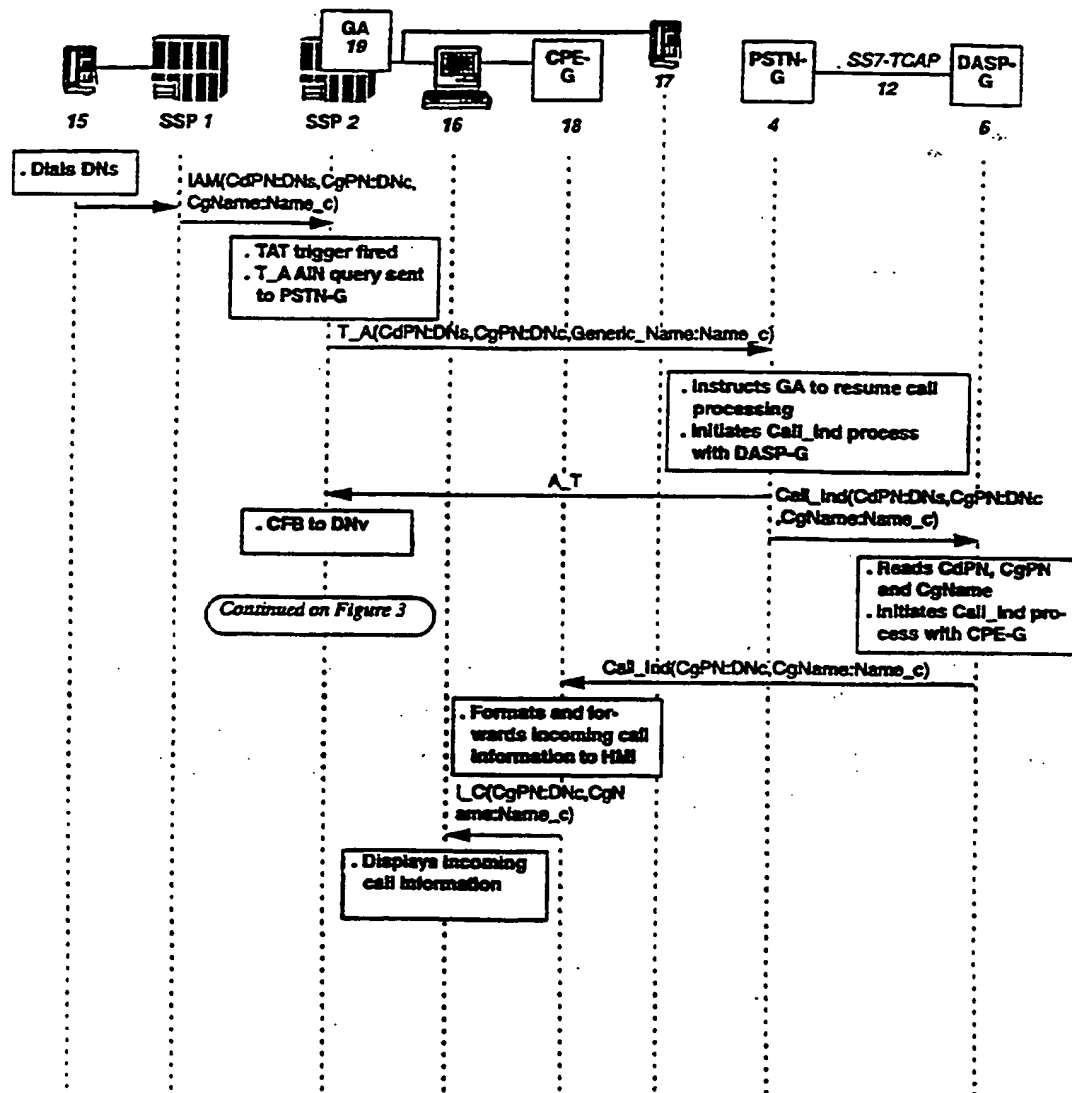 GA
19
CPE-
G
PSTN-
G
SS7-TCAP
12
DASP-
G
15
SSP 1
SSP 2
16
18
17
4
6
. Dials DNs
IAM(CdPN:DNs,CgPN:DNc,
CgName:Name_c)
. TAT trigger fired
. T_A AIN query sent
to PSTN-G
T_A(CdPN:DNs,CgPN:DNc,Generic_Name:Name_c)
. Instructs GA to resume call
processing
. Initiates Call_Ind process
with DASP-G
A_T
Call_Ind(CdPN:DNs,CgPN:DNc
,CgName:Name_c)
. CFB to DNv
. Reads CdPN, CgPN
and CgName
. Initiates Call_Ind pro-
cess with CPE-G
Continued on Figure 3
Call_Ind(CgPN:DNc,CgName:Name_c)
. Formats and for-
wards incoming call
information to HMI
I_C(CgPN:DNc,CgN
ame:Name_c)
. Displays incoming
call information